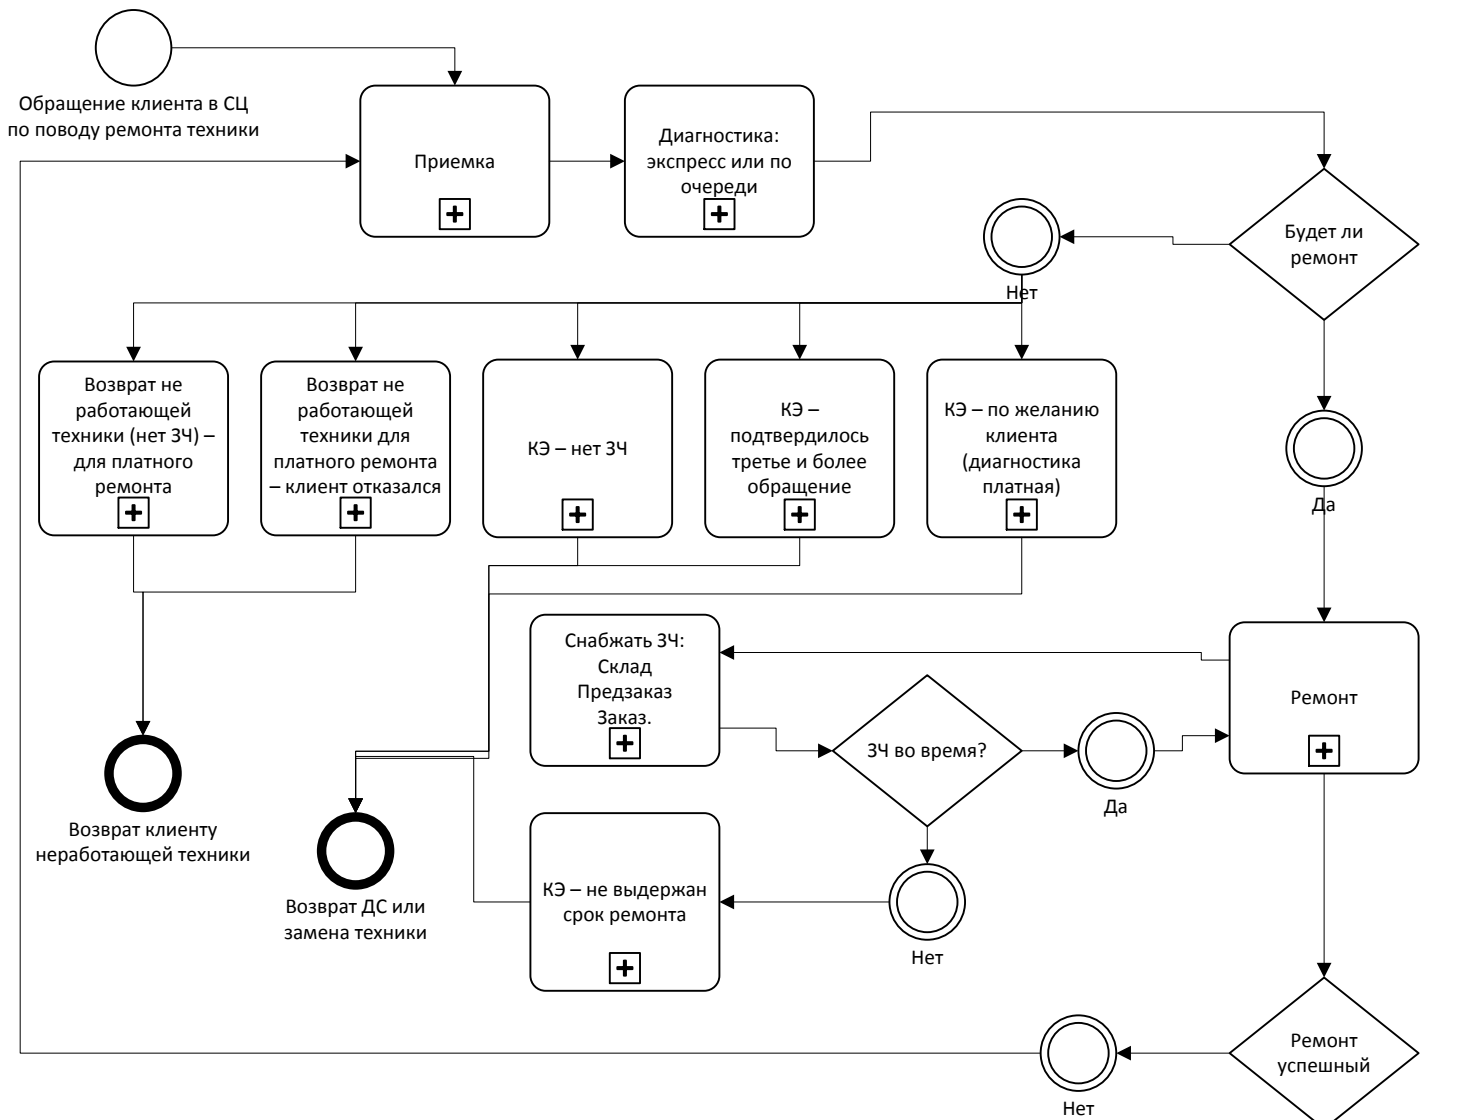 Обращение клиента в СЦ
по поводу ремонта техники
Приемка
Диагностика:
экспресс или по
очереди
Будет ли
ремонт
Нет
Возврат не
работающей
техники (нет ЗЧ) –
для платного
ремонта
Возврат не
работающей
техники для
платного ремонта
– клиент отказался
КЭ – нет ЗЧ
КЭ –
подтвердилось
третье и более
обращение
КЭ – по желанию
клиента
(диагностика
платная)
Да
Снабжать ЗЧ:
Склад
Предзаказ
Заказ.
ЗЧ во время?
Да
Ремонт
Возврат клиенту
неработающей техники
Возврат ДС или
замена техники
КЭ – не выдержан
срок ремонта
Нет
Ремонт
успешный
Нет